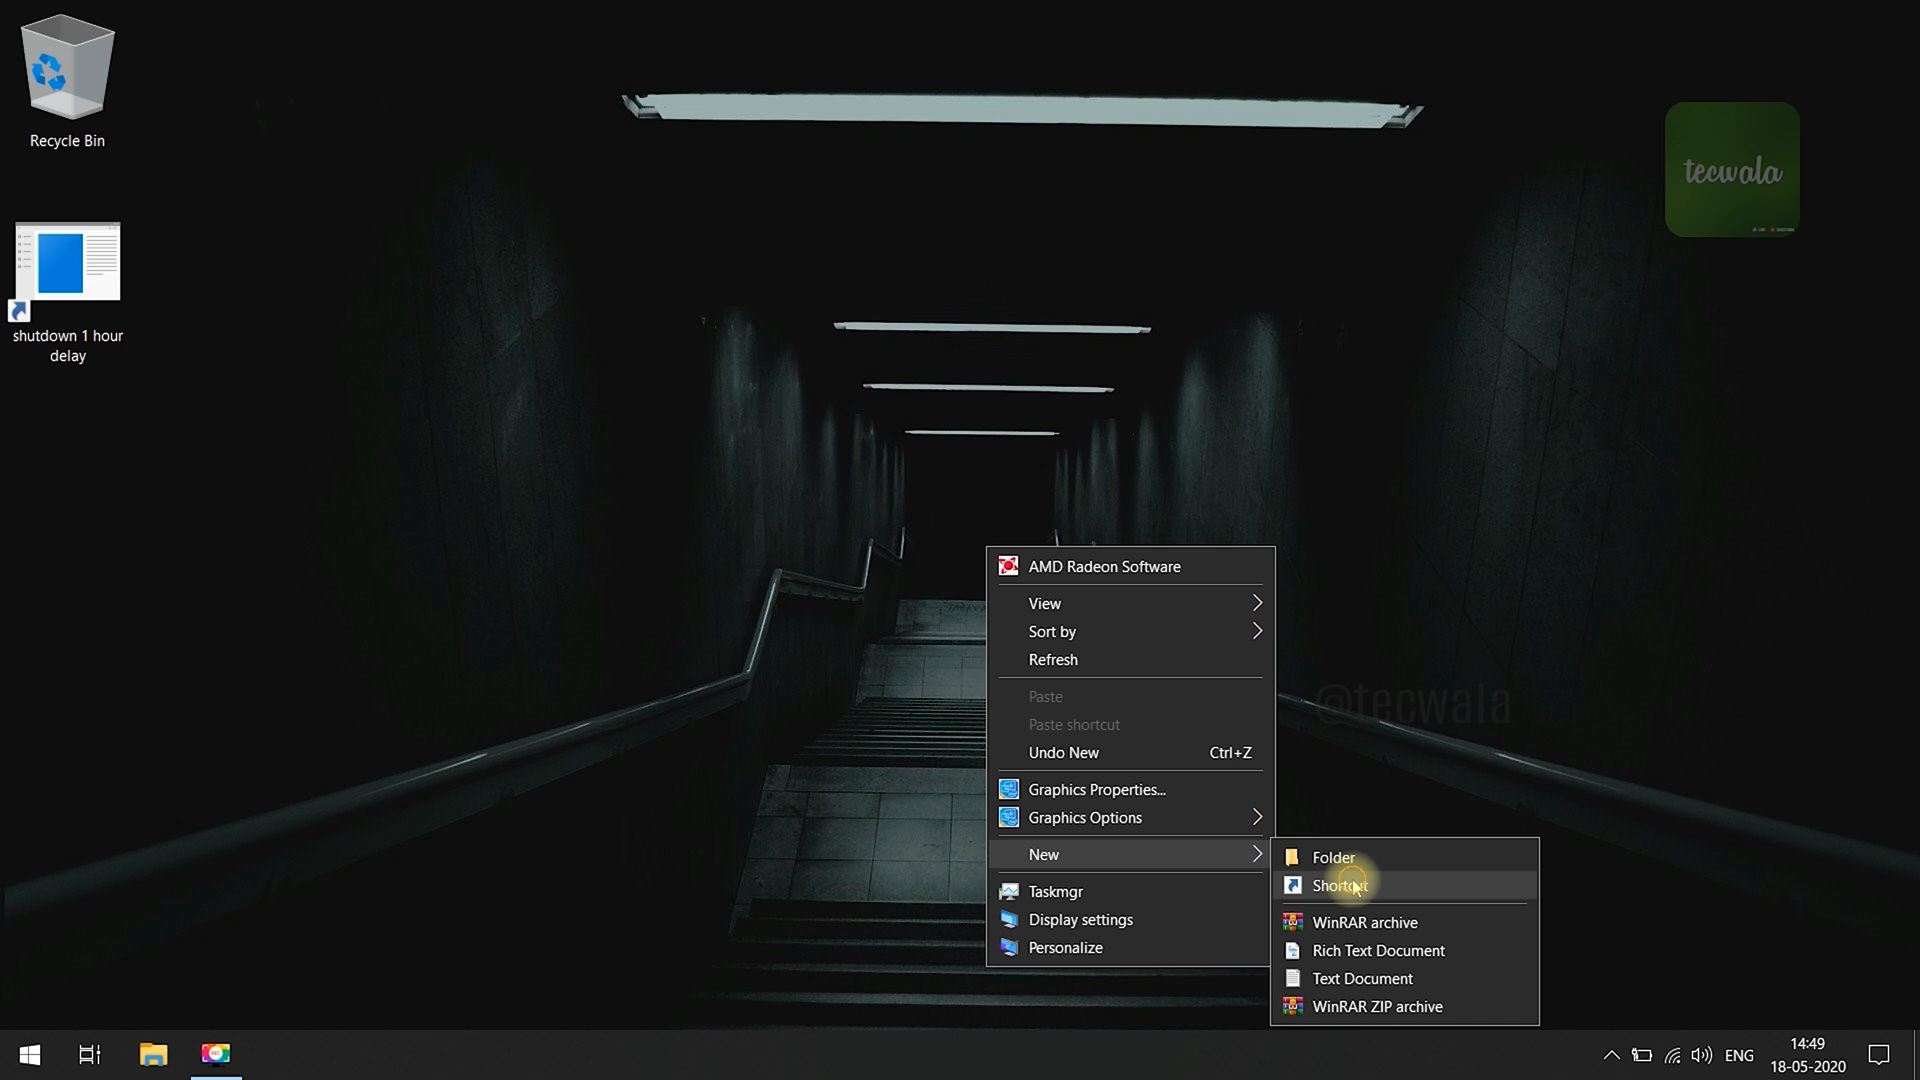 Recycle Bin
tecwala
shutdown 1 hour
delay
AMD Radeon Software
View
Sort by
Refresh
@tecwala
Paste
Paste shortcut
Undo New Ctrl+Z
Graphics Properties...
Graphics Options
New
Folder
Shortcut
Taskmgr
WinRAR archive
Display settings
Rich Text Document
Personalize
Text Document
WinRAR ZIP archive
REC
ENG
14:49
18-05-2020